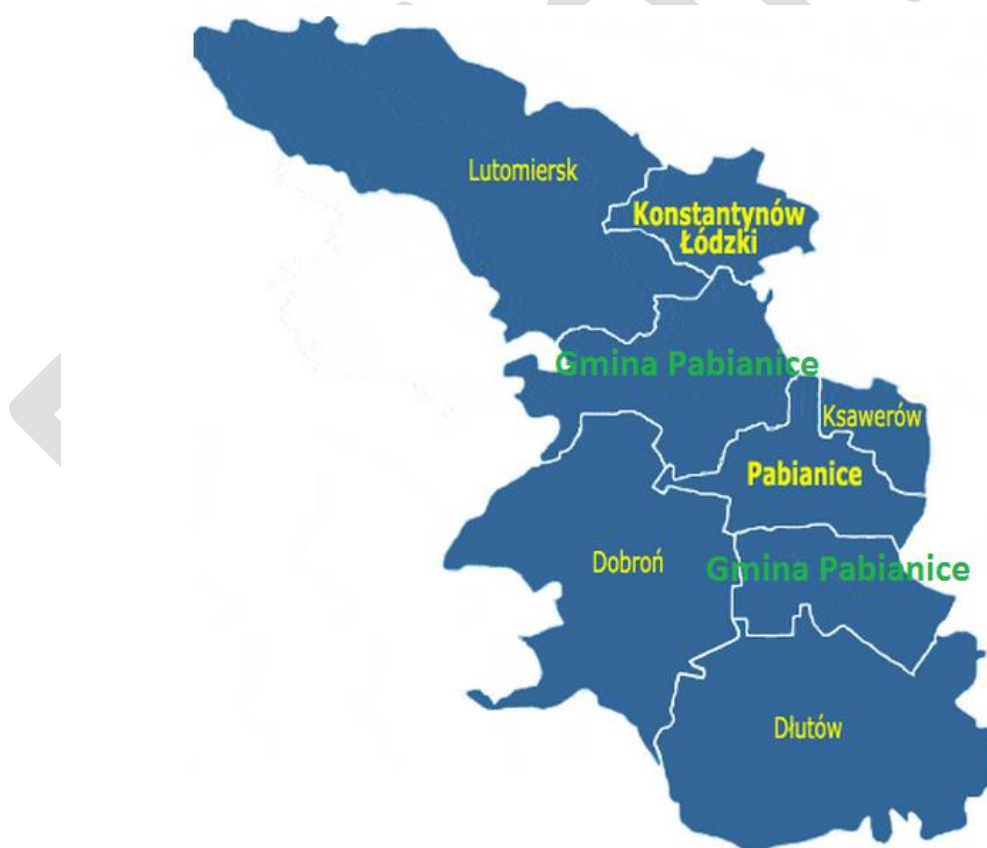 Lutomiersk
Konstantynów
Łódzki
Gmina Pabianice
Ksawerów
Pabianice
Dobroń
Gmina Pabianice
Dłutów